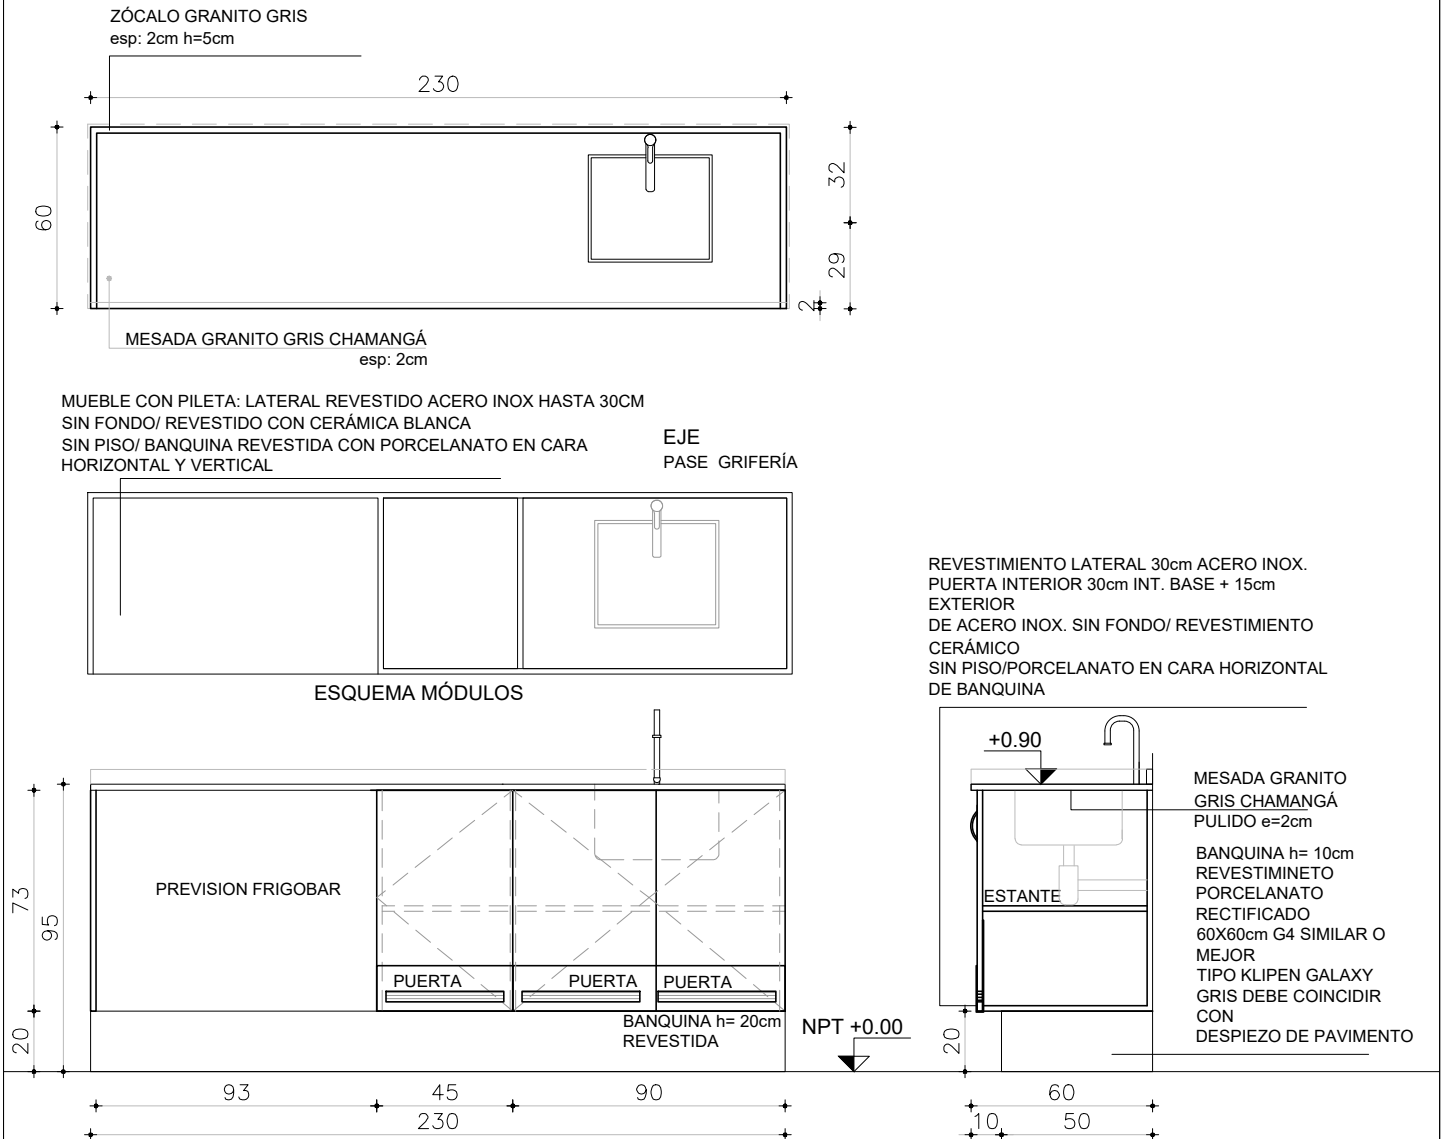 ZÓCALO GRANITO GRIS
esp: 2cm h=5cm
230
60
32
29
2
MESADA GRANITO GRIS CHAMANGÁ
esp: 2cm
MUEBLE CON PILETA: LATERAL REVESTIDO ACERO INOX HASTA 30CM
SIN FONDO/ REVESTIDO CON CERÁMICA BLANCA
SIN PISO/ BANQUINA REVESTIDA CON PORCELANATO EN CARA
HORIZONTAL Y VERTICAL
EJE
PASE GRIFERÍA
ESQUEMA MÓDULOS
REVESTIMIENTO LATERAL 30cm ACERO INOX.
PUERTA INTERIOR 30cm INT. BASE + 15cm
EXTERIOR
DE ACERO INOX. SIN FONDO/ REVESTIMIENTO
CERÁMICO
SIN PISO/PORCELANATO EN CARA HORIZONTAL
DE BANQUINA
+0.90
MESADA GRANITO
GRIS CHAMANGÁ
PULIDO e=2cm
BANQUINA h= 10cm
REVESTIMINETO
PORCELANATO
RECTIFICADO
60X60cm G4 SIMILAR O
MEJOR
TIPO KLIPEN GALAXY
GRIS DEBE COINCIDIR
CON
DESPIEZO DE PAVIMENTO
ESTANTE
PREVISION FRIGOBAR
73
95
20
PUERTA
PUERTA
PUERTA
BANQUINA h= 20cm
REVESTIDA
NPT +0.00
20
93
45
90
230
60
10
50